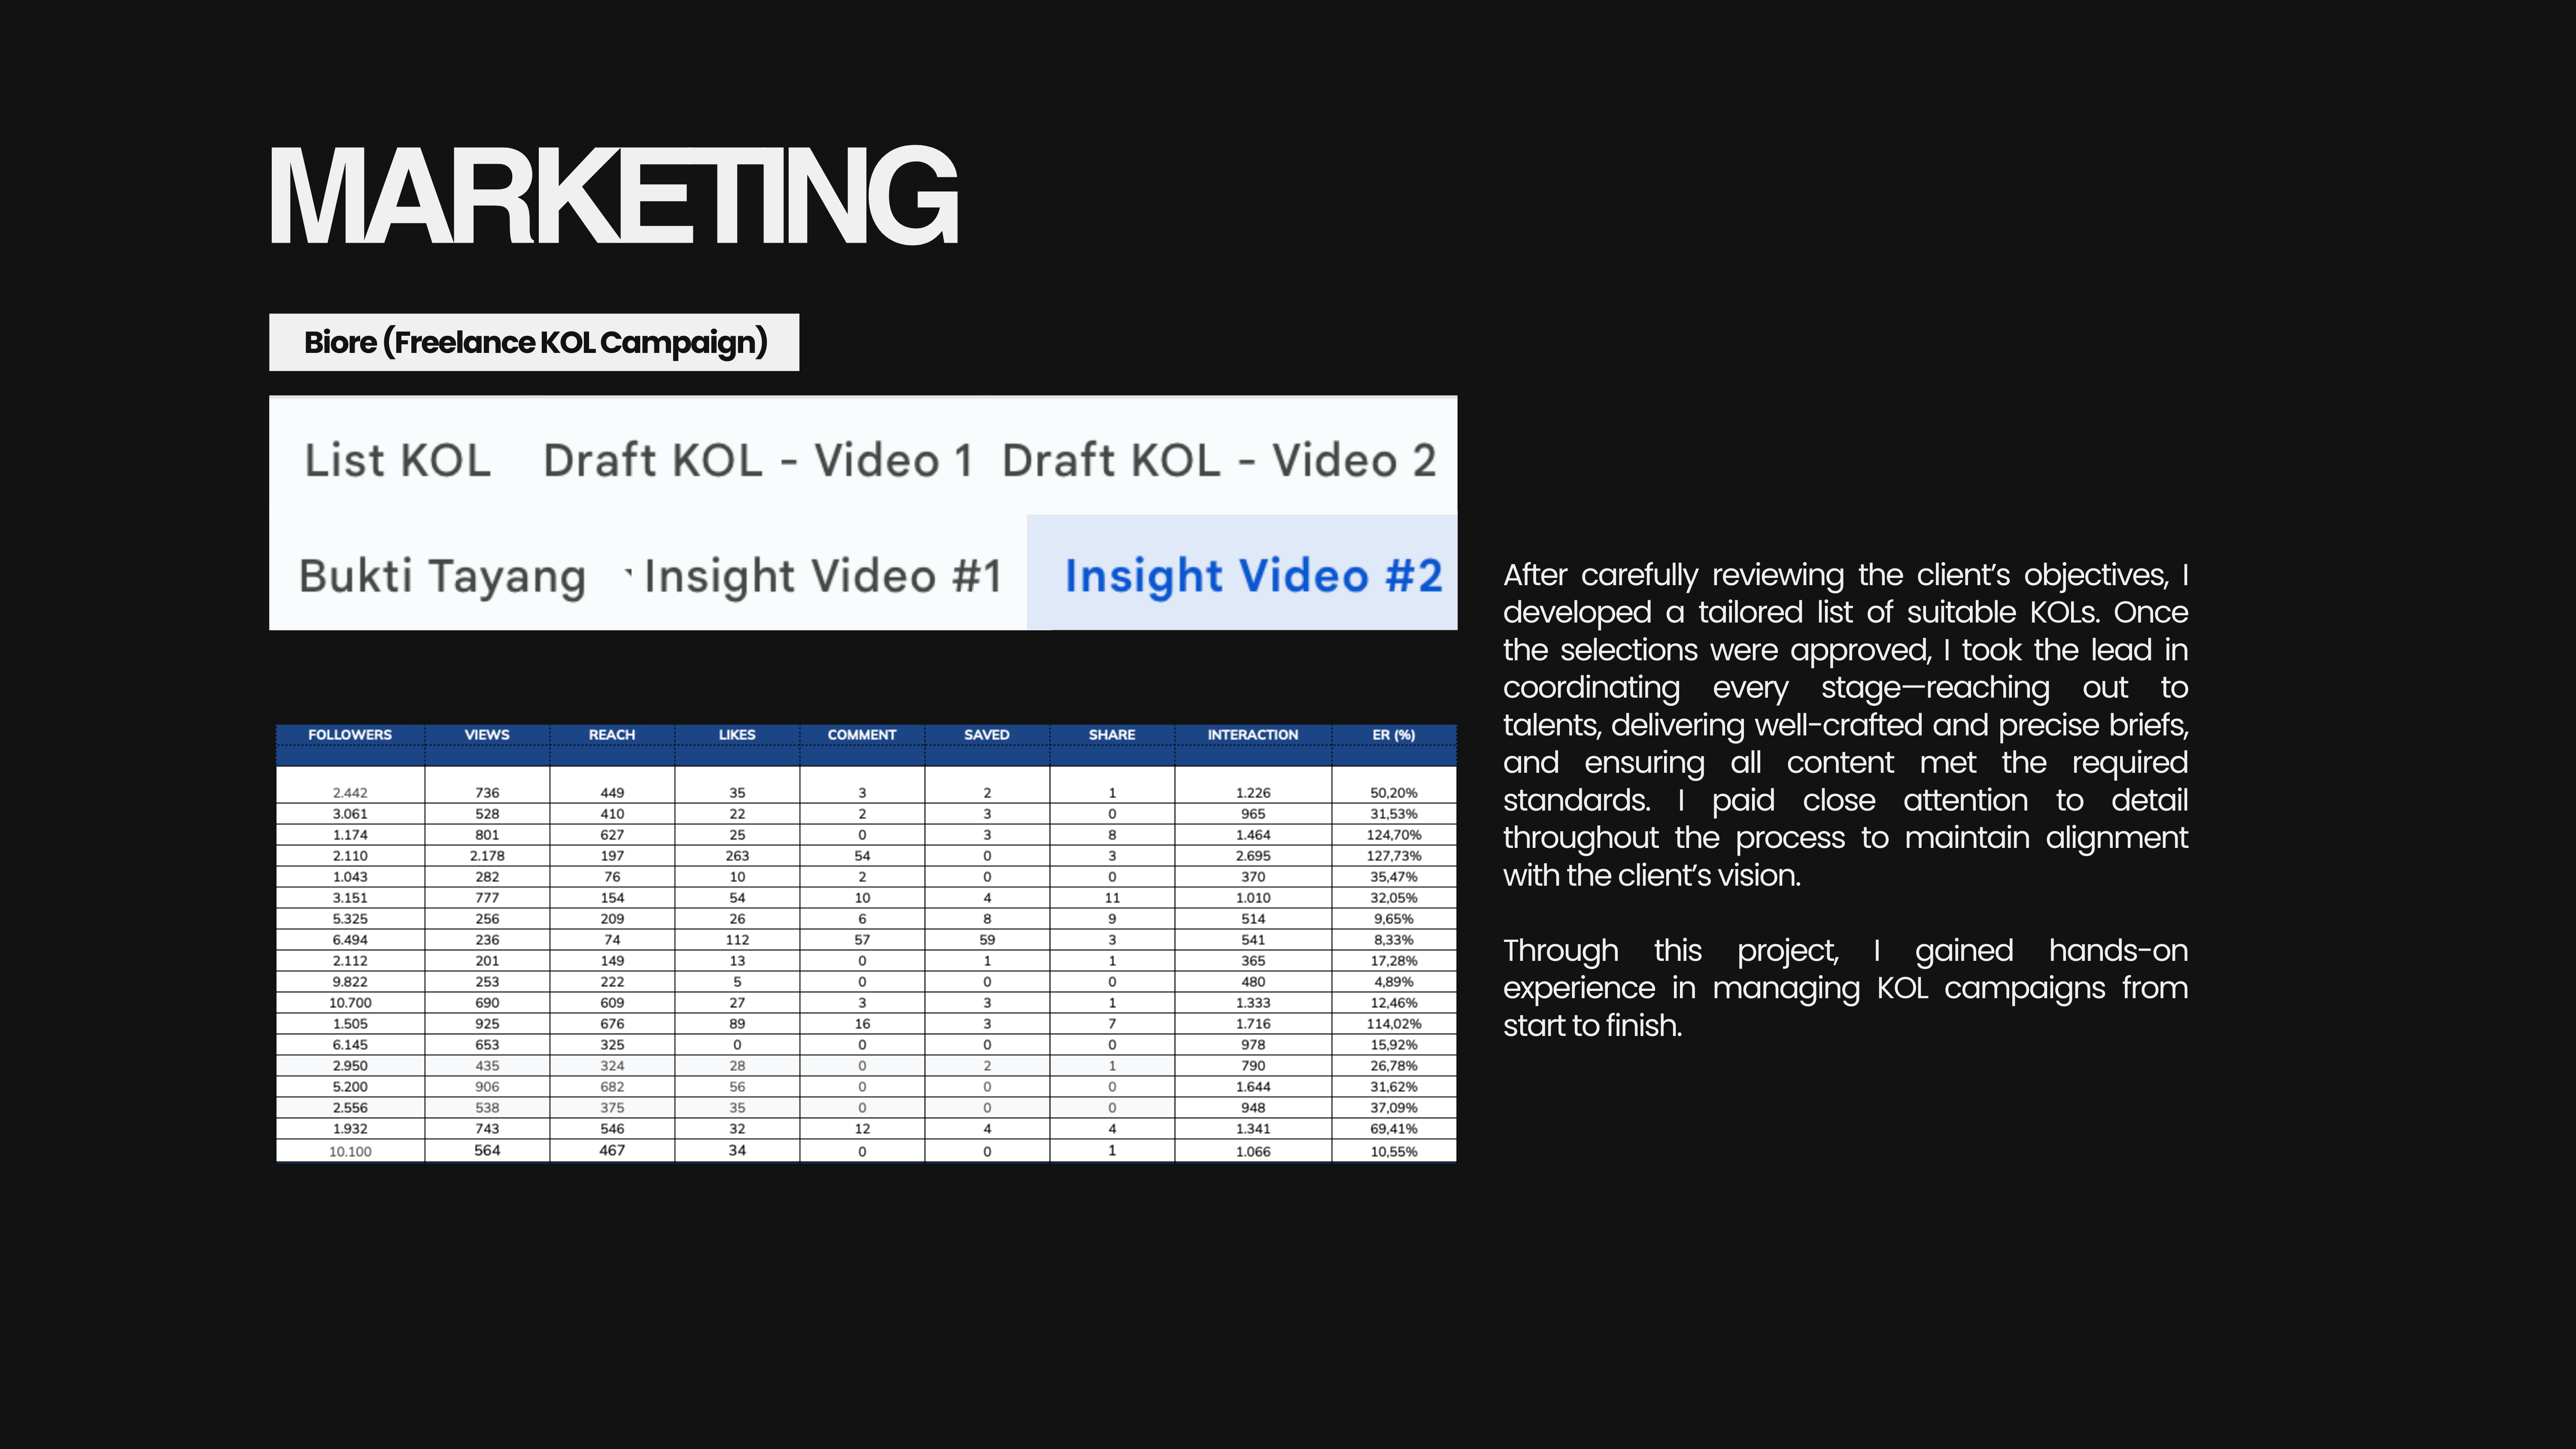 MARKETING
Biore (Freelance KOL Campaign)
List KOL Draft KOL - Video 1 Draft KOL - Video 2
Bukti Tayang Insight Video #1 Insight Video #2
FOLLOWERS VIEWS REACH LIKES COMMENT SAVED SHARE INTERACTION ER (%)
2.442 736 449 35 3 2 1 1.226 50,20%
3.061 528 410 22 2 3 0 965 31,53%
1.174 801 627 25 0 3 8 1.464 124,70%
2.110 2.178 197 263 54 0 3 2.695 127,73%
1.043 282 76 10 2 0 0 370 35,47%
3.151 777 154 54 10 4 11 1.010 32,05%
5.325 256 209 26 6 8 9 514 9,65%
6.494 236 74 112 57 59 3 541 8,33%
2.112 201 149 13 0 1 1 365 17,28%
9.822 253 222 5 0 0 0 480 4,89%
10.700 690 609 27 3 3 1 1.333 12,46%
1.505 925 676 89 16 3 7 1.716 114,02%
6.145 653 325 0 0 0 0 978 15,92%
2.950 435 324 28 0 2 1 790 26,78%
5.200 906 682 56 0 0 0 1.644 31,62%
2.556 538 375 35 0 0 0 948 37,09%
1.932 743 546 32 12 4 4 1.341 69,41%
10.100 564 467 34 0 0 1 1.066 10,55%
After carefully reviewing the client’s objectives, I
developed a tailored list of suitable KOLs. Once
the selections were approved, I took the lead in
coordinating every stage—reaching out to
talents, delivering well-crafted and precise briefs,
and ensuring all content met the required
standards. I paid close attention to detail
throughout the process to maintain alignment
with the client’s vision.
Through this project, I gained hands-on
experience in managing KOL campaigns from
start to finish.